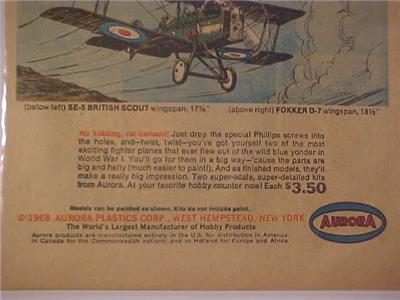 (below left) SE-5 BRITISH SCOUT wingspan, 17¼"
(above right) FOKKER D-7 wingspan, 18½"
No kidding, no cement! Just drop the special Phillips screws into
the holes, and—twist, twist—you've got yourself two of the most
exciting fighter planes that ever flew out of the wild blue yonder in
World War I. You'll go for them in a big way—'cause the parts are
big and hefty (much easier to paint!). And as finished models, they'll
make a really big impression. Two super-scale, super-detailed kits
from Aurora. At your favorite hobby counter now! Each $3.50
Models can be painted as shown. Kits do not include paint.
©1968 AURORA PLASTICS CORP., WEST HEMPSTEAD, NEW YORK
The World's Largest Manufacturer of Hobby Products
Aurora products are manufactured entirely in the U.S. for distribution in America;
in Canada for the Commonwealth nations; and in Holland for Europe and Africa
AURORA